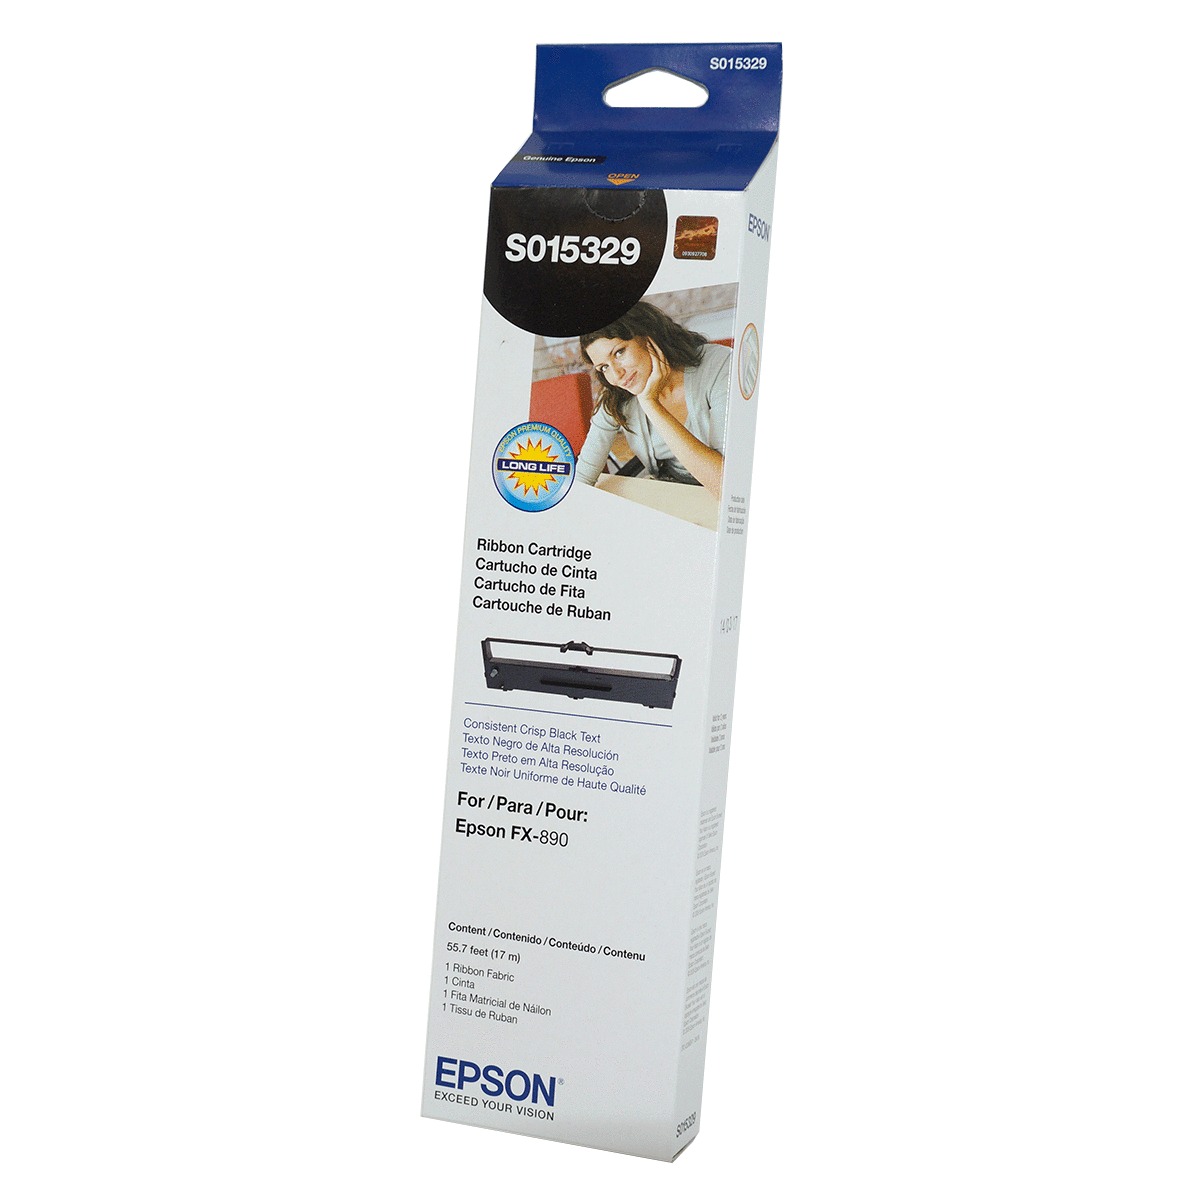 S015329
Genuine Epson
OPEN
S015329
EPSON
EPSON PREMIUM QUALITY
LONG LIFE
Ribbon Cartridge
Cartucho de Cinta
Cartucho de Fita
Cartouche de Ruban
14 03 17
Consistent Crisp Black Text
Texto Negro de Alta Resolución
Texto Preto em Alta Resolução
Texte Noir Uniforme de Haute Qualité
For / Para / Pour:
Epson FX-890
Content / Contenido / Conteúdo / Contenu
55.7 feet (17 m)
1 Ribbon Fabric
1 Cinta
1 Fita Matricial de Náilon
1 Tissu de Ruban
EPSON®
EXCEED YOUR VISION
S015329